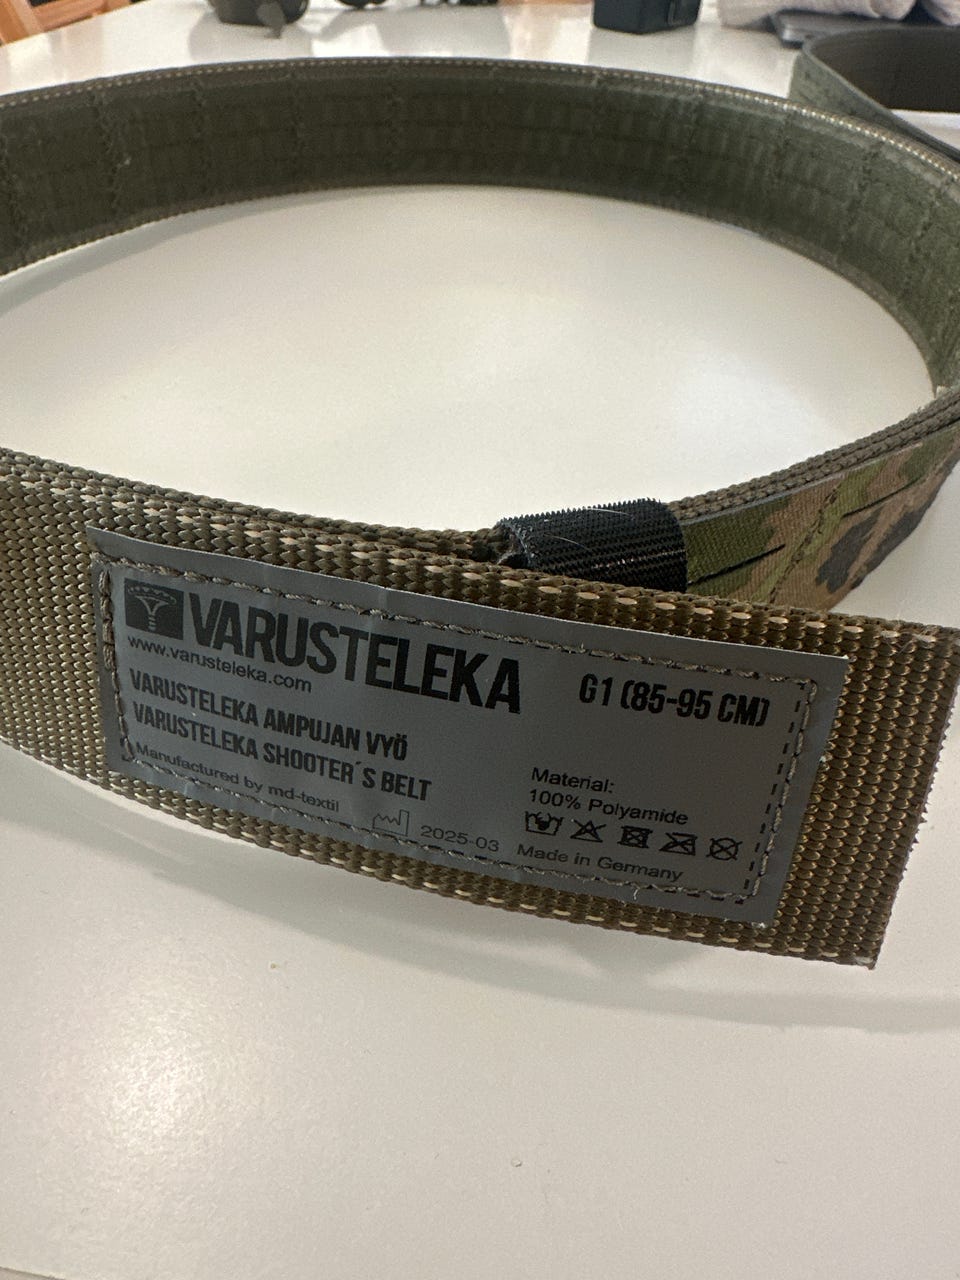 VARUSTELEKA
www.varusteleka.com
G1 (85-95 CM)
VARUSTELEKA AMPUJAN VYÖ
VARUSTELEKA SHOOTER´S BELT
Manufactured by md-textil
2025-03
Material:
100% Polyamide
Made in Germany